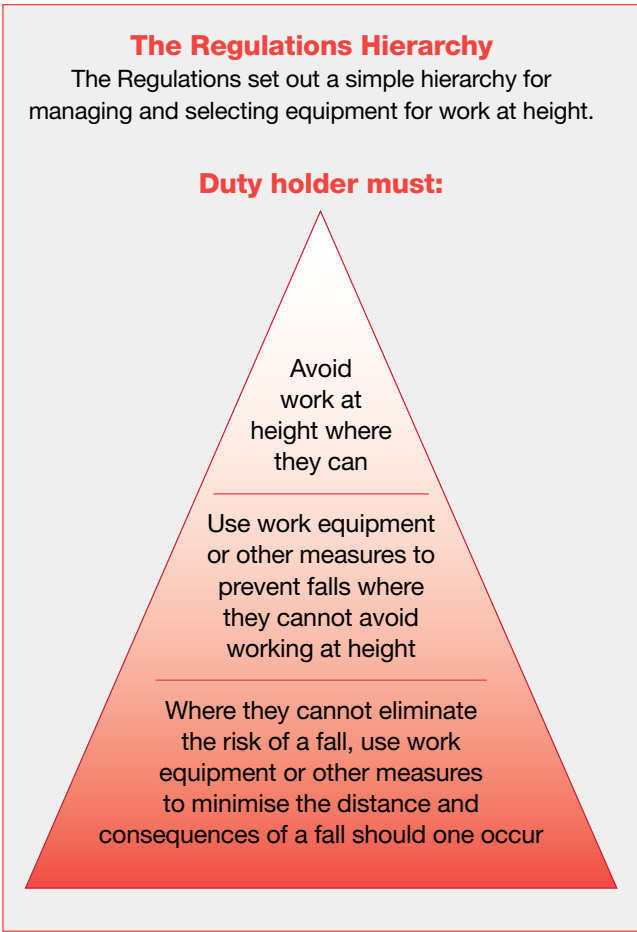 The Regulations Hierarchy
The Regulations set out a simple hierarchy for
managing and selecting equipment for work at height.
Duty holder must:
Avoid
work at
height where
they can
Use work equipment
or other measures to
prevent falls where
they cannot avoid
working at height
Where they cannot eliminate
the risk of a fall, use work
equipment or other measures
to minimise the distance and
consequences of a fall should one occur